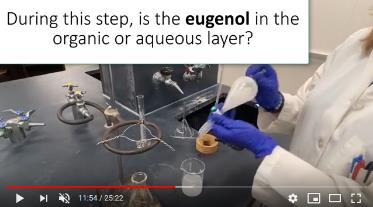 During this step, is the eugenol in the
organic or aqueous layer?
11:54 / 25:22